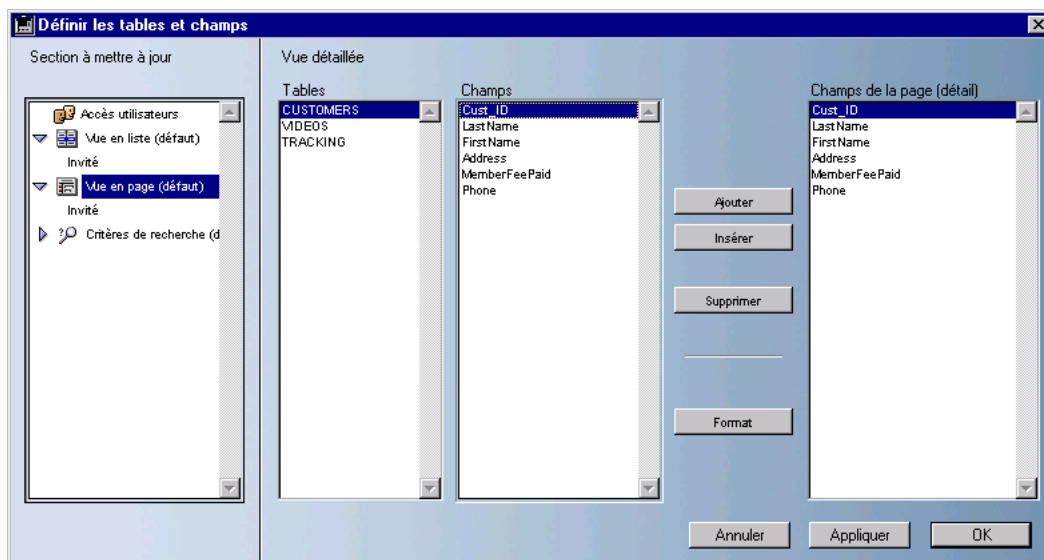 Définir les tables et champs
Section à mettre à jour
Accès utilisateurs
Vue en liste (défaut)
Invité
Vue en page (défaut)
Invité
Critères de recherche (d
Vue détaillée
Tables
CUSTOMERS
VIDEOS
TRACKING
Champs
Cust_ID
LastName
FirstName
Address
MemberFeePaid
Phone
Ajouter
Insérer
Supprimer
Format
Champs de la page (détail)
Cust_ID
LastName
FirstName
Address
MemberFeePaid
Phone
Annuler
Appliquer
OK